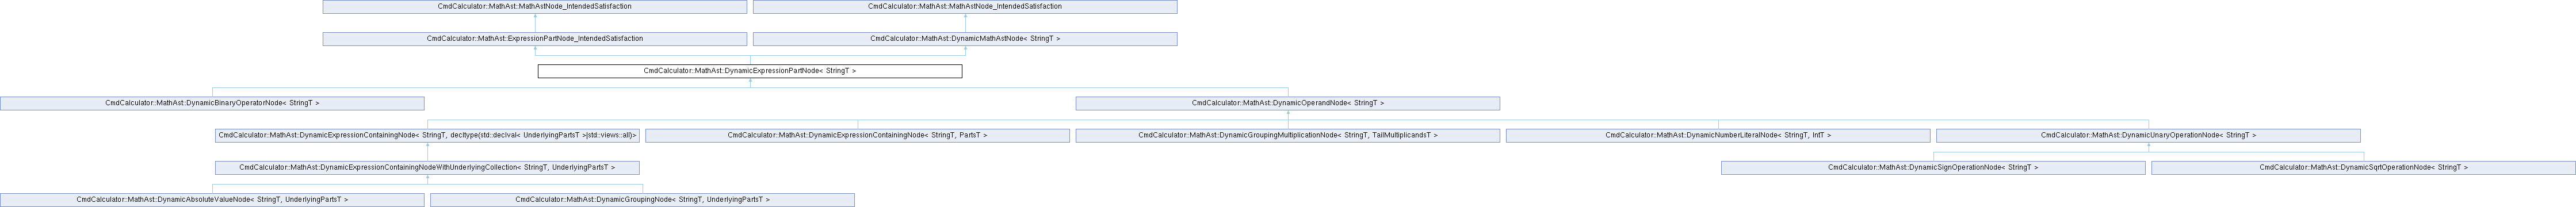 CmdCalculator::MathAst::MathAstNode_IntendedSatisfaction
CmdCalculator::MathAst::MathAstNode_IntendedSatisfaction
CmdCalculator::MathAst::ExpressionPartNode_IntendedSatisfaction
CmdCalculator::MathAst::DynamicMathAstNode< StringT >
CmdCalculator::MathAst::DynamicExpressionPartNode< StringT >
CmdCalculator::MathAst::DynamicBinaryOperatorNode< StringT >
CmdCalculator::MathAst::DynamicOperandNode< StringT >
CmdCalculator::MathAst::DynamicExpressionContainingNode< StringT, decltype(std::declval< UnderlyingPartsT >|std::views::all)>
CmdCalculator::MathAst::DynamicExpressionContainingNode< StringT, PartsT >
CmdCalculator::MathAst::DynamicGroupingMultiplicationNode< StringT, TailMultiplicandsT >
CmdCalculator::MathAst::DynamicNumberLiteralNode< StringT, IntT >
CmdCalculator::MathAst::DynamicUnaryOperationNode< StringT >
CmdCalculator::MathAst::DynamicExpressionContainingNodeWithUnderlyingCollection< StringT, UnderlyingPartsT >
CmdCalculator::MathAst::DynamicSignOperationNode< StringT >
CmdCalculator::MathAst::DynamicSqrtOperationNode< StringT >
CmdCalculator::MathAst::DynamicAbsoluteValueNode< StringT, UnderlyingPartsT >
CmdCalculator::MathAst::DynamicGroupingNode< StringT, UnderlyingPartsT >